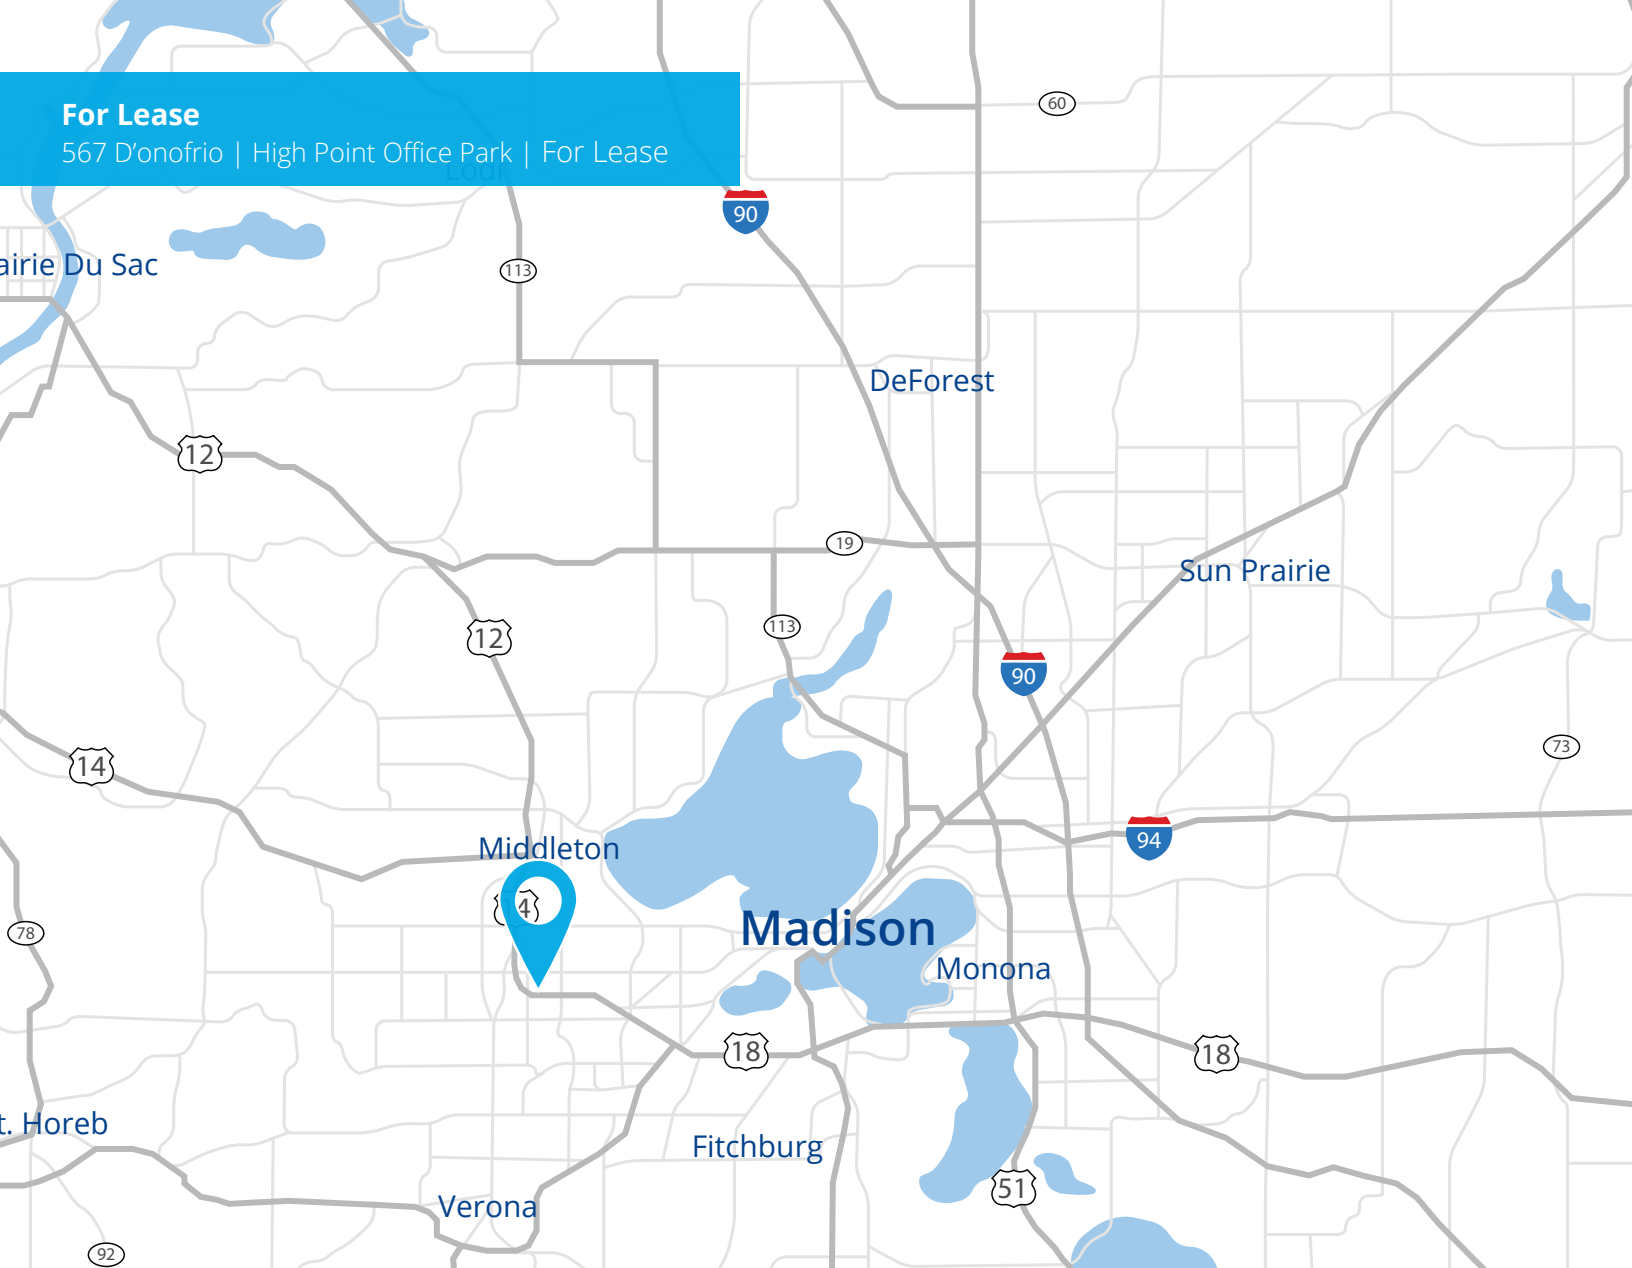 For Lease
567 D’onofrio | High Point Office Park | For Lease
Lodi
60
90
airie Du Sac
113
DeForest
12
19
Sun Prairie
113
12
90
14
73
94
Middleton
4
78
Madison
Monona
18
18
t. Horeb
Fitchburg
51
Verona
92